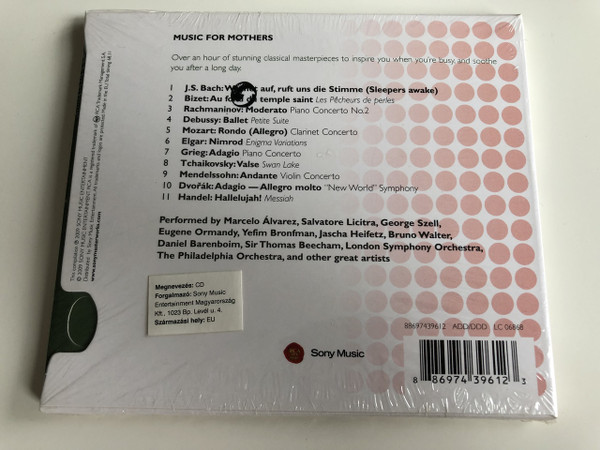 MUSIC FOR MOTHERS
Over an hour of stunning classical masterpieces to inspire you when you're busy, and soothe
you after a long day.
1 J.S. Bach: auf, ruft uns die Stimme (Sleepers awake)
2 Bizet: Au temple saint Les Pêcheurs de perles
3 Rachmaninov: Moderato Piano Concerto No.2
4 Debussy: Ballet Petite Suite
5 Mozart: Rondo (Allegro) Clarinet Concerto
6 Elgar: Nimrod Enigma Variations
7 Grieg: Adagio Piano Concerto
8 Tchaikovsky: Valse Swan Lake
9 Mendelssohn: Andante Violin Concerto
10 Dvořák: Adagio — Allegro molto "New World" Symphony
11 Handel: Hallelujah! Messiah
Performed by Marcelo Álvarez, Salvatore Licitra, George Szell,
Eugene Ormandy, Yefim Bronfman, Jascha Heifetz, Bruno Walter,
Daniel Barenboim, Sir Thomas Beecham, London Symphony Orchestra,
The Philadelphia Orchestra, and other great artists
Megnevezés: CD
Forgalmazó: Sony Music
Entertainment Magyarország
Kft., 1023 Bp. Levél u. 4.
Származási hely: EU
88697439612 ADD/DDD LC 06868
Sony Music
8 86974 39612 3